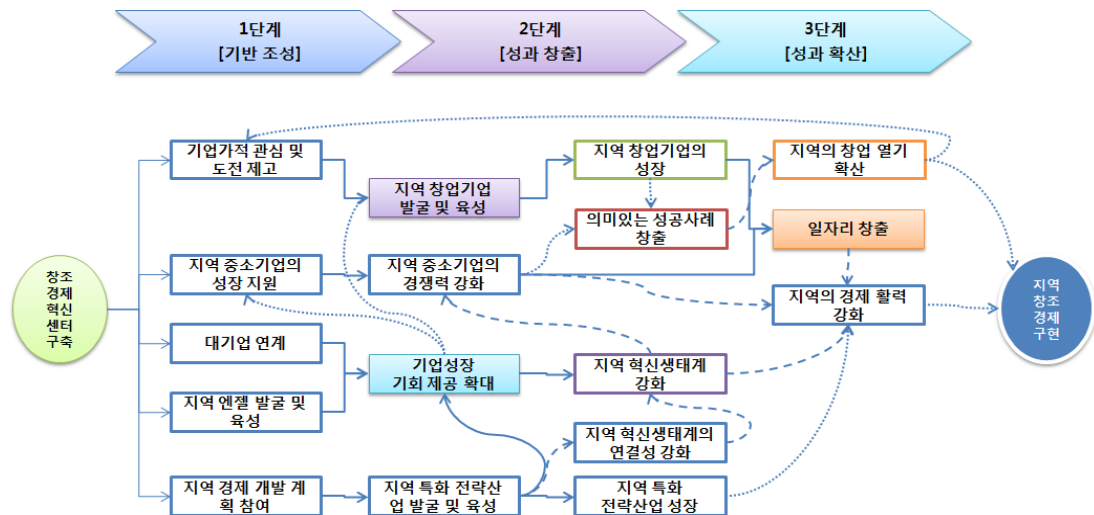 1단계
[기반 조성]
2단계
[성과 창출]
3단계
[성과 확산]
창조
경제
혁신
센터
구축
기업가적 관심 및
도전 제고
지역 중소기업의
성장 지원
대기업 연계
지역 엔젤 발굴 및
육성
지역 경제 개발 계
획 참여
지역 창업기업
발굴 및 육성
지역 중소기업의
경쟁력 강화
기업성장
기회 제공 확대
지역 특화 전략산
업 발굴 및 육성
지역 창업기업의
성장
의미있는 성공사례
창출
지역 혁신생태계
강화
지역 혁신생태계의
연결성 강화
지역 특화
전략산업 성장
지역의 창업 열기
확산
일자리 창출
지역의 경제 활력
강화
지역
창조
경제
구현